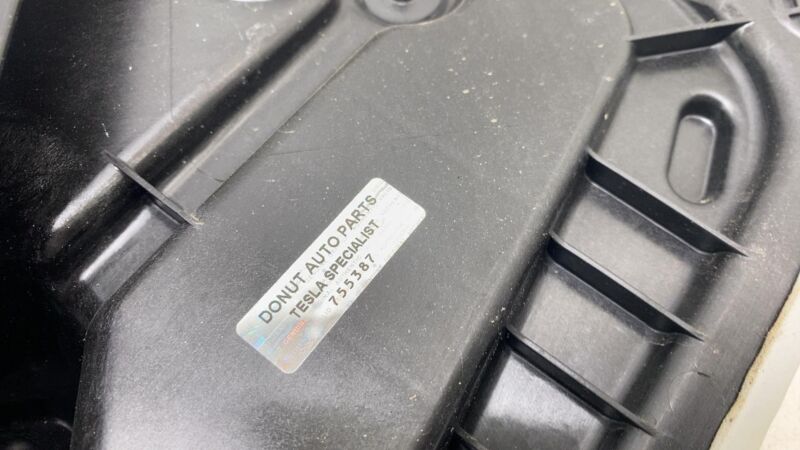 DONUT AUTO PARTS
TESLA SPECIALIST
755387